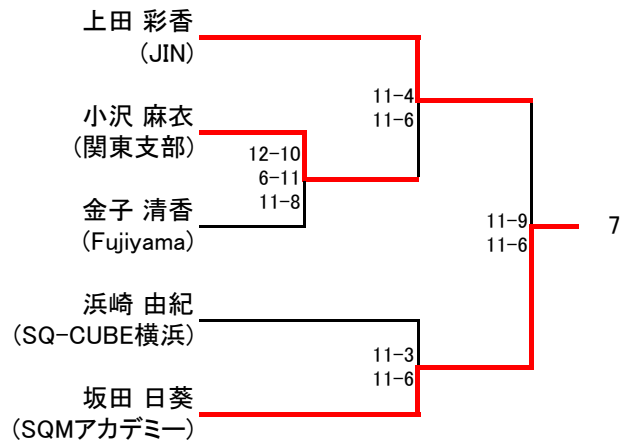 上田 彩香
(JIN)
11-4
11-6
小沢 麻衣
(関東支部)
12-10
6-11
11-8
金子 清香
(Fujiyama)
11-9
11-6
7
浜崎 由紀
(SQ-CUBE横浜)
11-3
11-6
坂田 日葵
(SQMアカデミー)